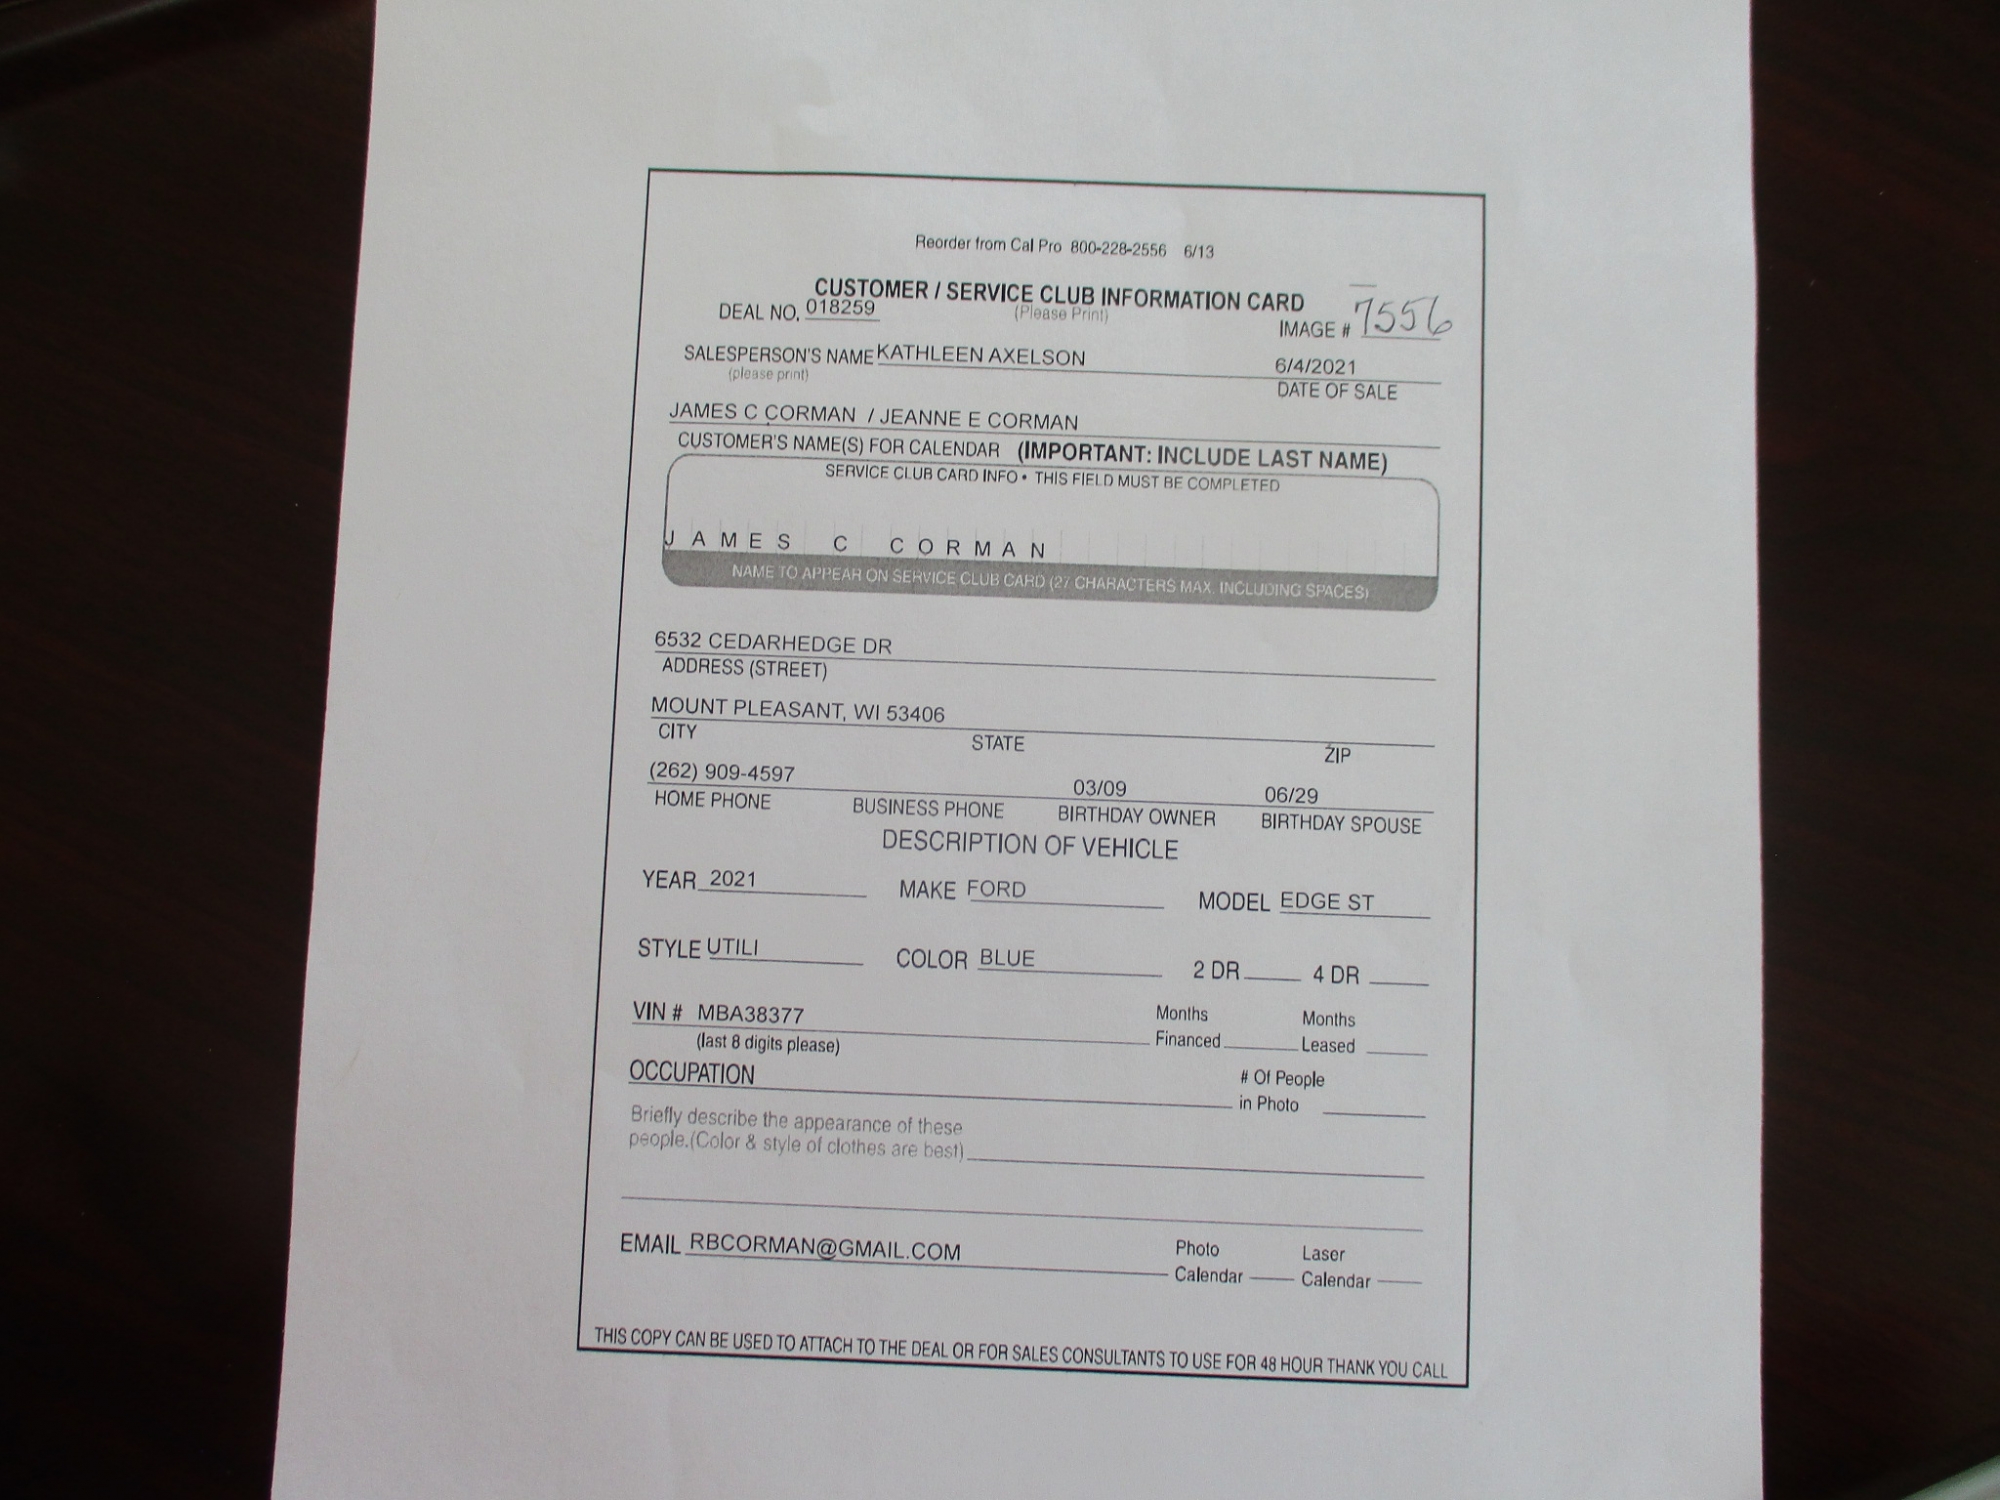 Reorder from Cal Pro 800-228-2556 6/13
CUSTOMER / SERVICE CLUB INFORMATION CARD
DEAL NO. 018259 (Please Print) IMAGE # 7556
SALESPERSON'S NAME KATHLEEN AXELSON 6/4/2021
(please print) DATE OF SALE
JAMES C CORMAN / JEANNE E CORMAN
CUSTOMER'S NAME(S) FOR CALENDAR (IMPORTANT: INCLUDE LAST NAME)
SERVICE CLUB CARD INFO • THIS FIELD MUST BE COMPLETED
JAMES C CORMAN
NAME TO APPEAR ON SERVICE CLUB CARD (27 CHARACTERS MAX. INCLUDING SPACES)
6532 CEDARHEDGE DR
ADDRESS (STREET)
MOUNT PLEASANT, WI 53406
CITY STATE ZIP
(262) 909-4597 03/09 06/29
HOME PHONE BUSINESS PHONE BIRTHDAY OWNER BIRTHDAY SPOUSE
DESCRIPTION OF VEHICLE
YEAR 2021 MAKE FORD MODEL EDGE ST
STYLE UTILI COLOR BLUE 2 DR 4 DR
VIN # MBA38377 Months Months
(last 8 digits please) Financed Leased
OCCUPATION # Of People
in Photo
Briefly describe the appearance of these
people.(Color & style of clothes are best)
EMAIL RBCORMAN@GMAIL.COM Photo Laser
Calendar Calendar
THIS COPY CAN BE USED TO ATTACH TO THE DEAL OR FOR SALES CONSULTANTS TO USE FOR 48 HOUR THANK YOU CALL